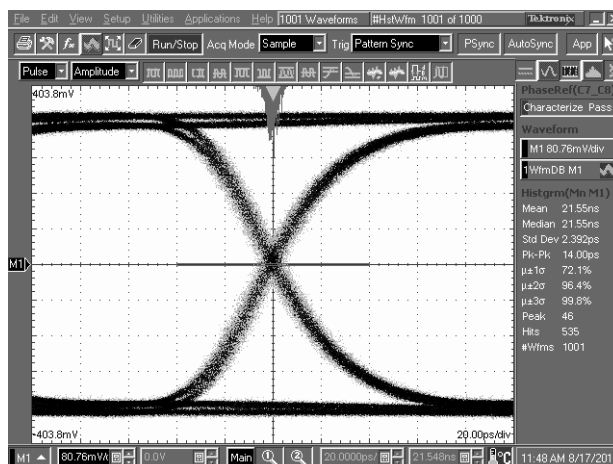 File Edit View Setup Utilities Applications Help 1001 Waveforms #HstWfm 1001 of 1000 Tektronix
Run/Stop Acq Mode Sample Trig Pattern Sync PSync AutoSync App
Pulse Amplitude
403.8mV
PhaseRef(C7_C8)
Characterize Pass
Waveform
M1 80.76mV/div
1WfmDB M1
Histgrm(Mn M1)
Mean 21.55ns
Median 21.55ns
Std Dev 2.392ps
Pk-Pk 14.00ps
µ±1σ 72.1%
µ±2σ 96.4%
µ±3σ 99.8%
Peak 46
Hits 535
#Wfms 1001
M1
-403.8mV 20.00ps/div
M1 80.76mV/ 0.0V Main 1 2 20.0000ps/ 21.548ns °C 11:48 AM 8/17/201